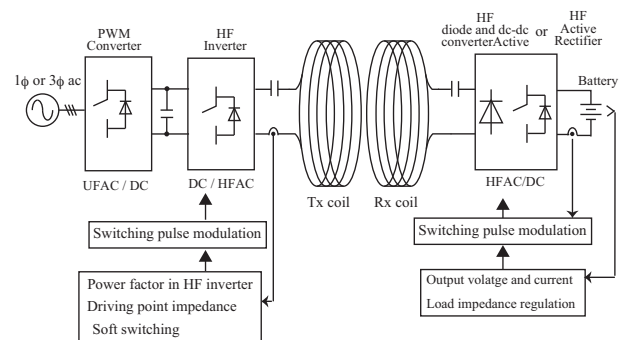 PWM
Converter
HF
Inverter
HF
diode and dc-dc or
converterActive
HF
Active
Rectifier
1ϕ or 3ϕ ac
Battery
UFAC / DC
DC / HFAC
Tx coil
Rx coil
HFAC/DC
Switching pulse modulation
Switching pulse modulation
Power factor in HF inverter
Driving point impedance
Soft switching
Output volatge and current
Load impedance regulation